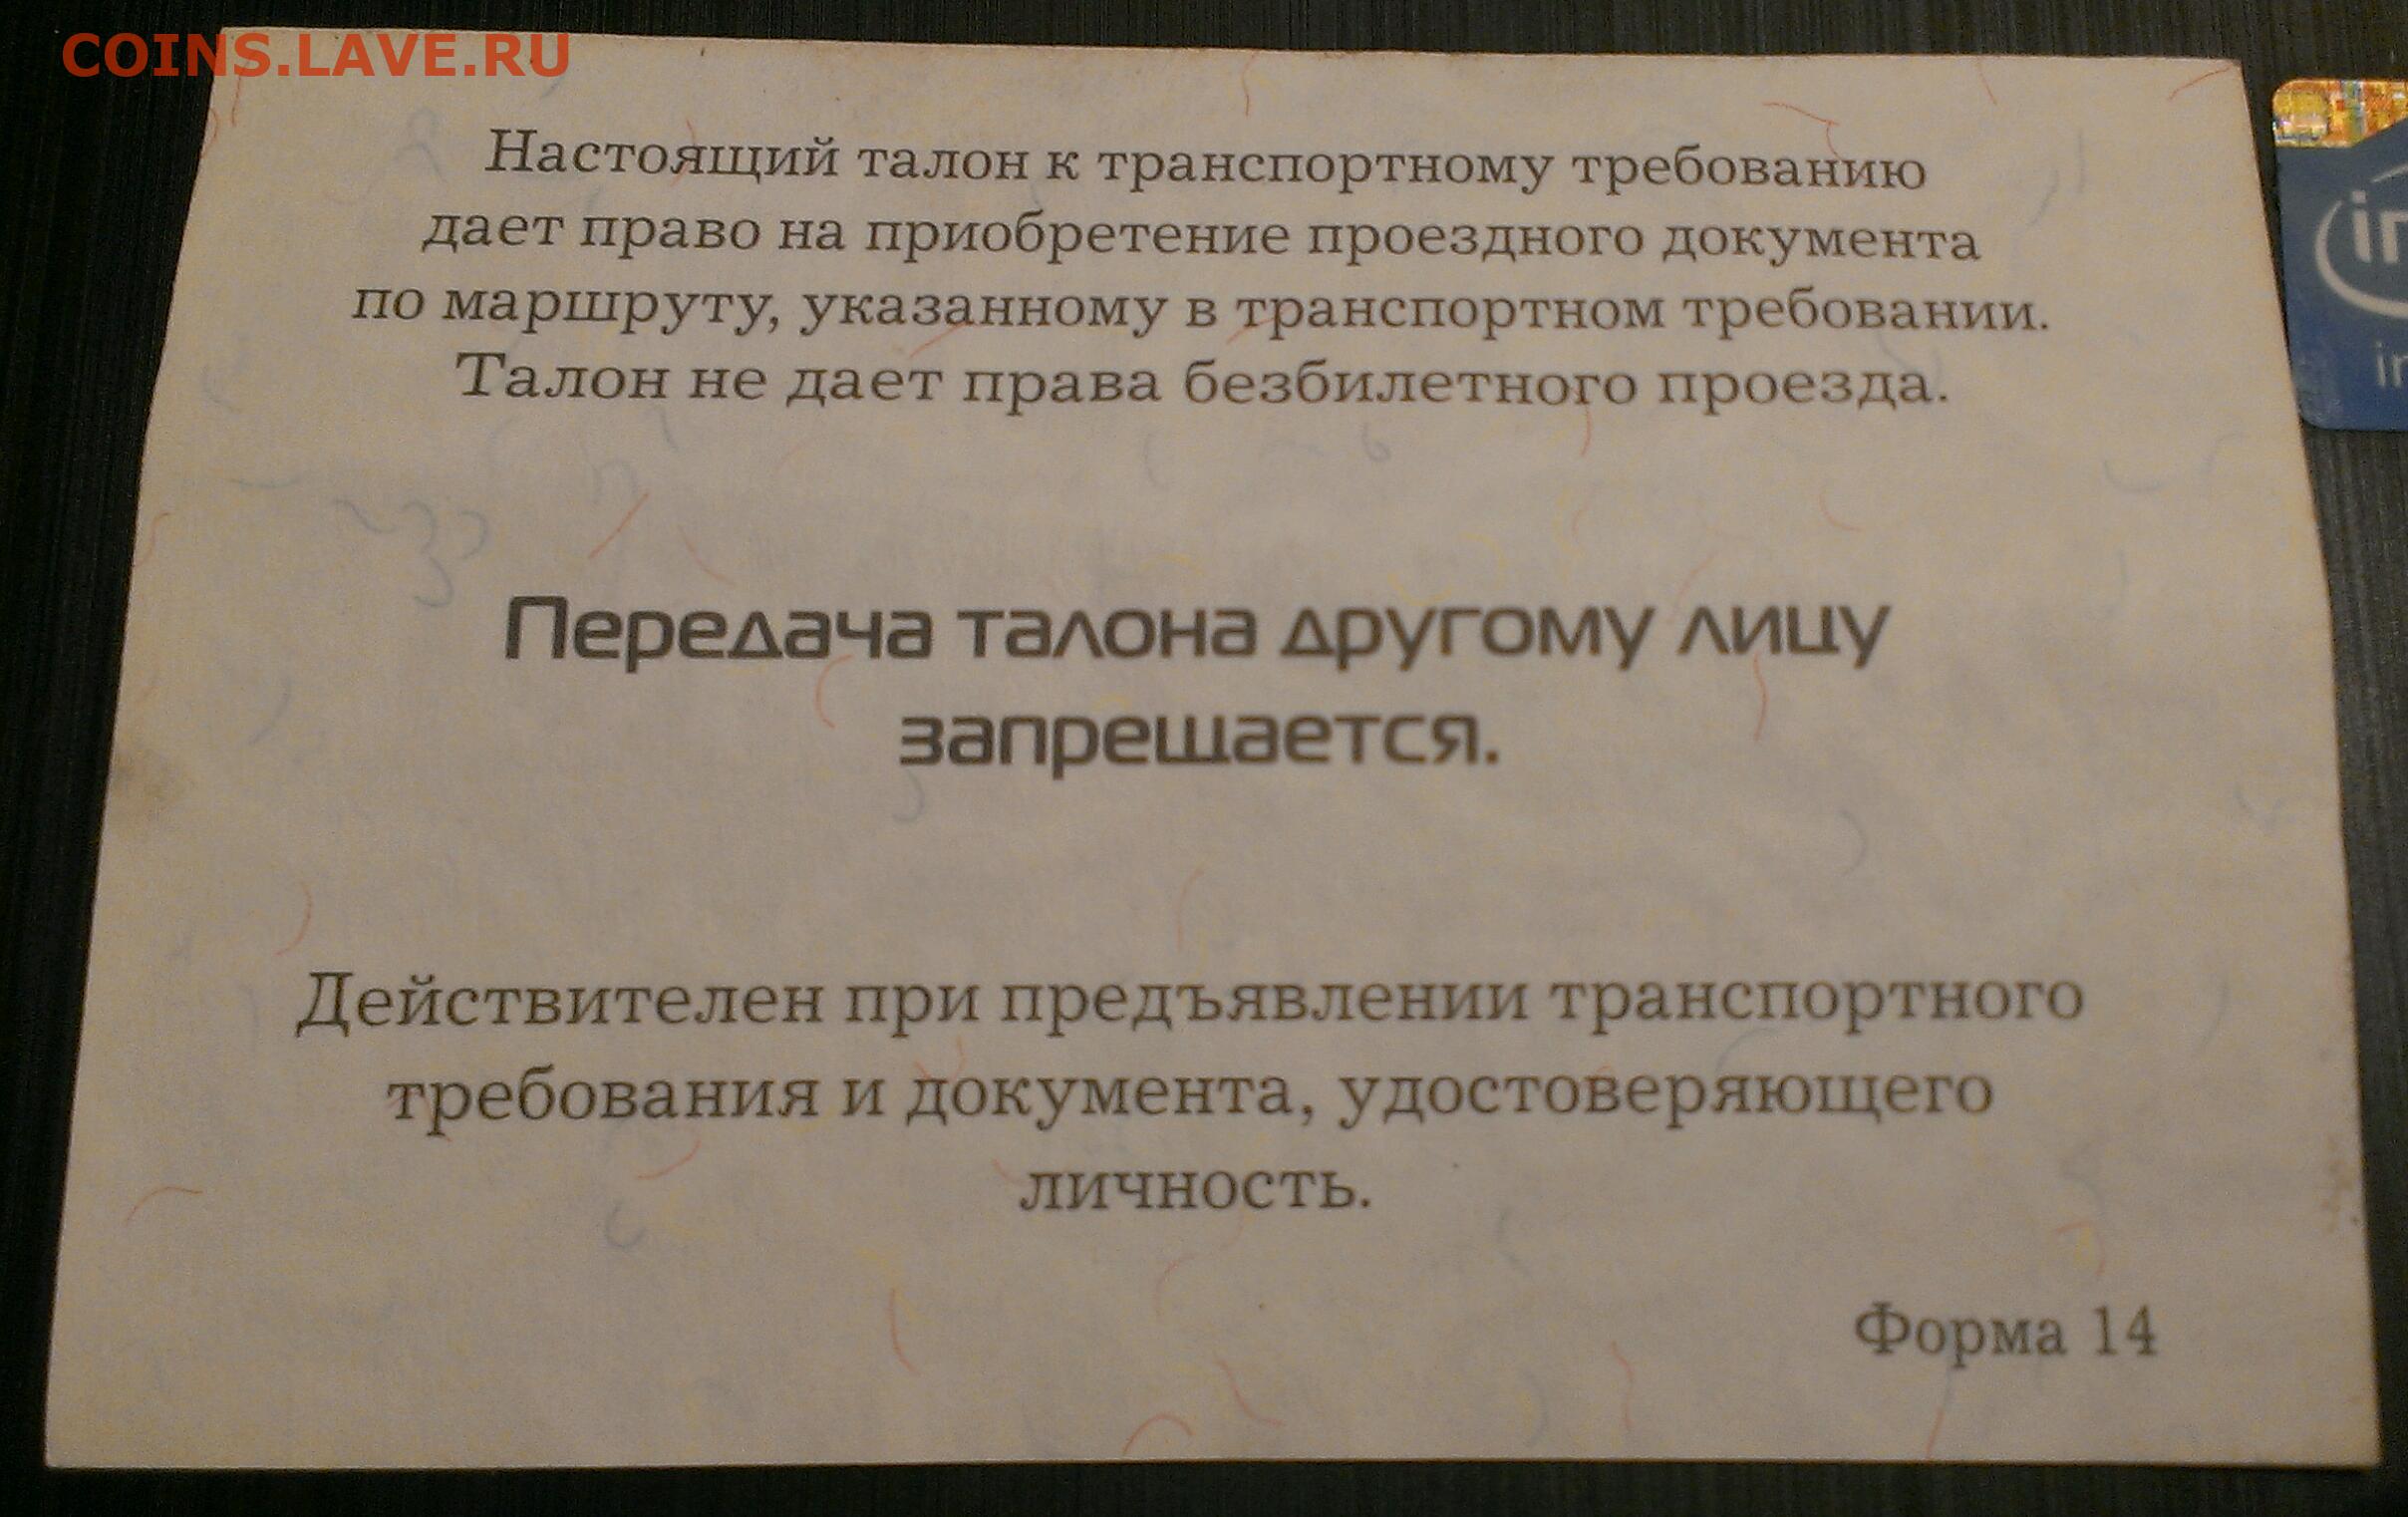 COINS.LAVE.RU
Настоящий талон к транспортному требованию
дает право на приобретение проездного документа
по маршруту, указанному в транспортном требовании.
Талон не дает права безбилетного проезда.
Передача талона другому лицу
запрещается.
Действителен при предъявлении транспортного
требования и документа, удостоверяющего
личность.
Форма 14